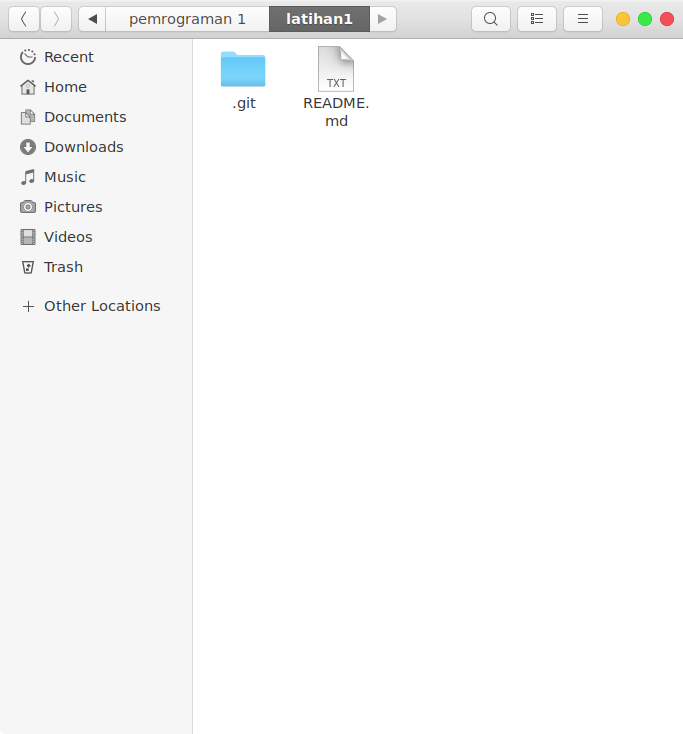 pemrograman 1
latihan1
Recent
Home
Documents
Downloads
Music
Pictures
Videos
Trash
Other Locations
.git
TXT
README.
md